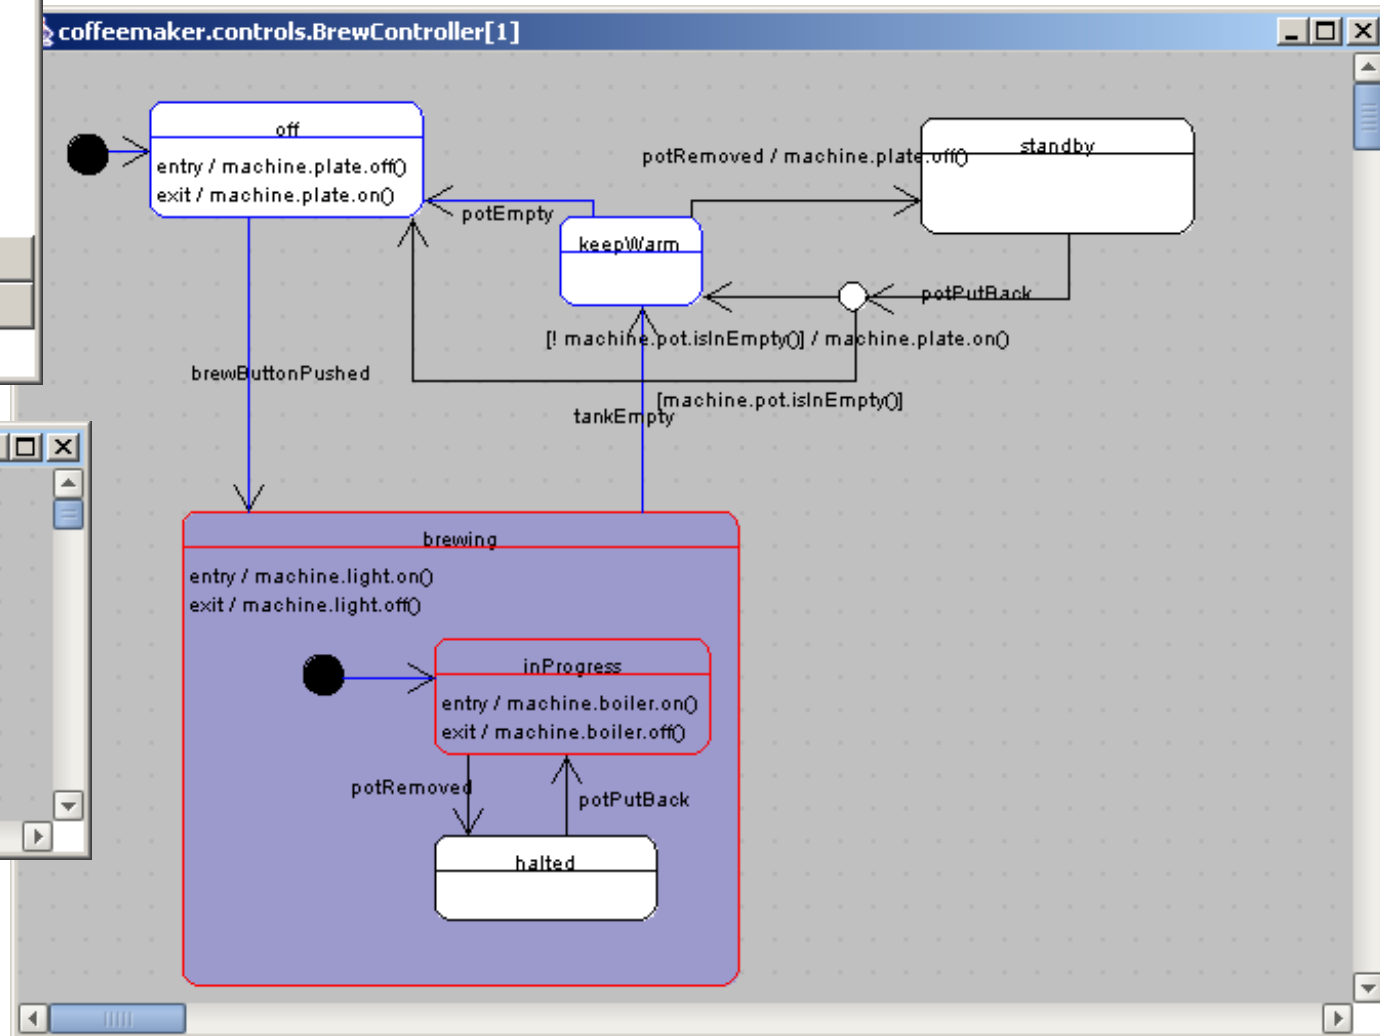 coffeemaker.controls.BrewController[1]
off
entry / machine.plate.off()
exit / machine.plate.on()
potRemoved / machine.plate.off()
standby
potEmpty
keepWarm
potPutBack
[! machine.pot.isInEmpty()] / machine.plate.on()
brewButtonPushed
[machine.pot.isInEmpty()]
tankEmpty
brewing
entry / machine.light.on()
exit / machine.light.off()
inProgress
entry / machine.boiler.on()
exit / machine.boiler.off()
potRemoved
potPutBack
halted